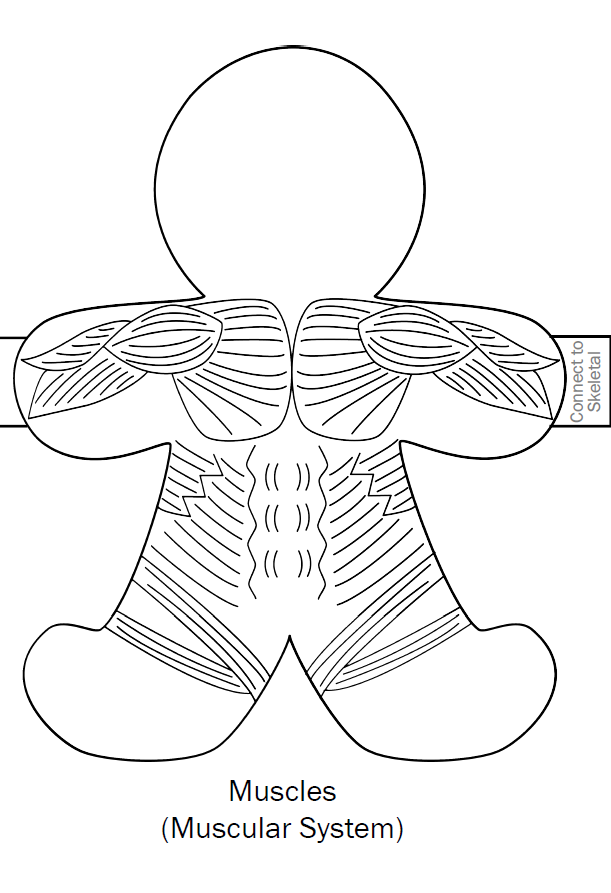 Connect to
Skeletal
Muscles
(Muscular System)